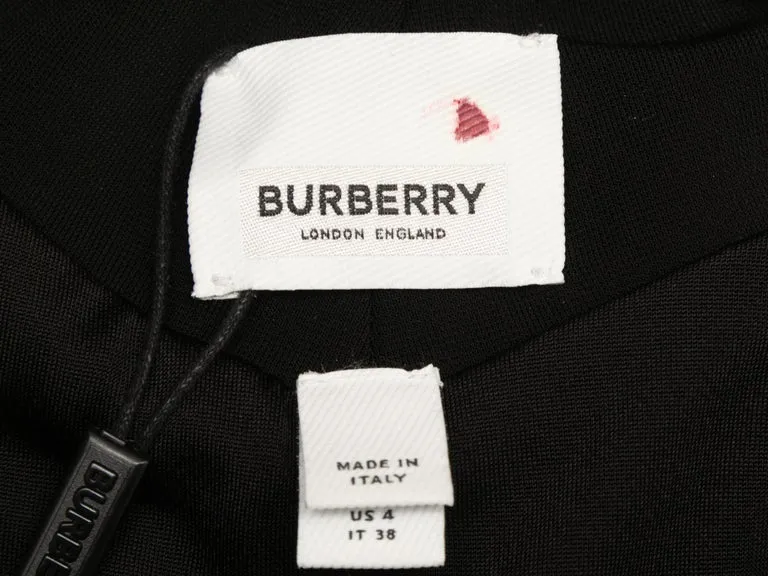 BURBERRY
LONDON ENGLAND
MADE IN
ITALY
US 4
IT 38